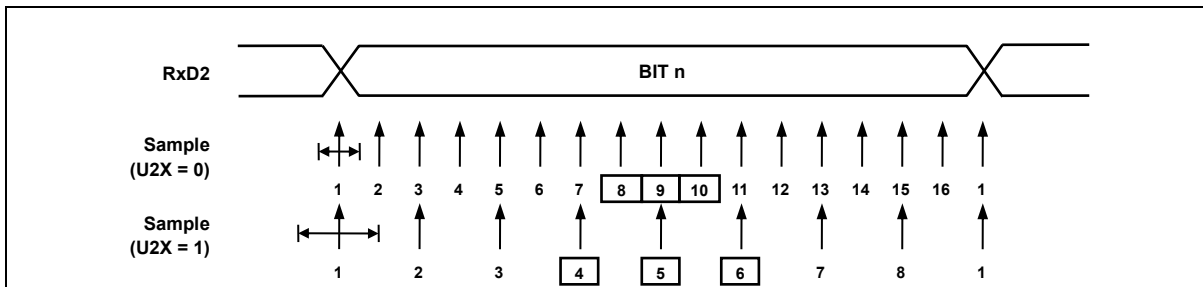 RxD2
BIT n
Sample
(U2X = 0)
1 2 3 4 5 6 7 8 9 10 11 12 13 14 15 16 1
Sample
(U2X = 1)
1 2 3 4 5 6 7 8 1